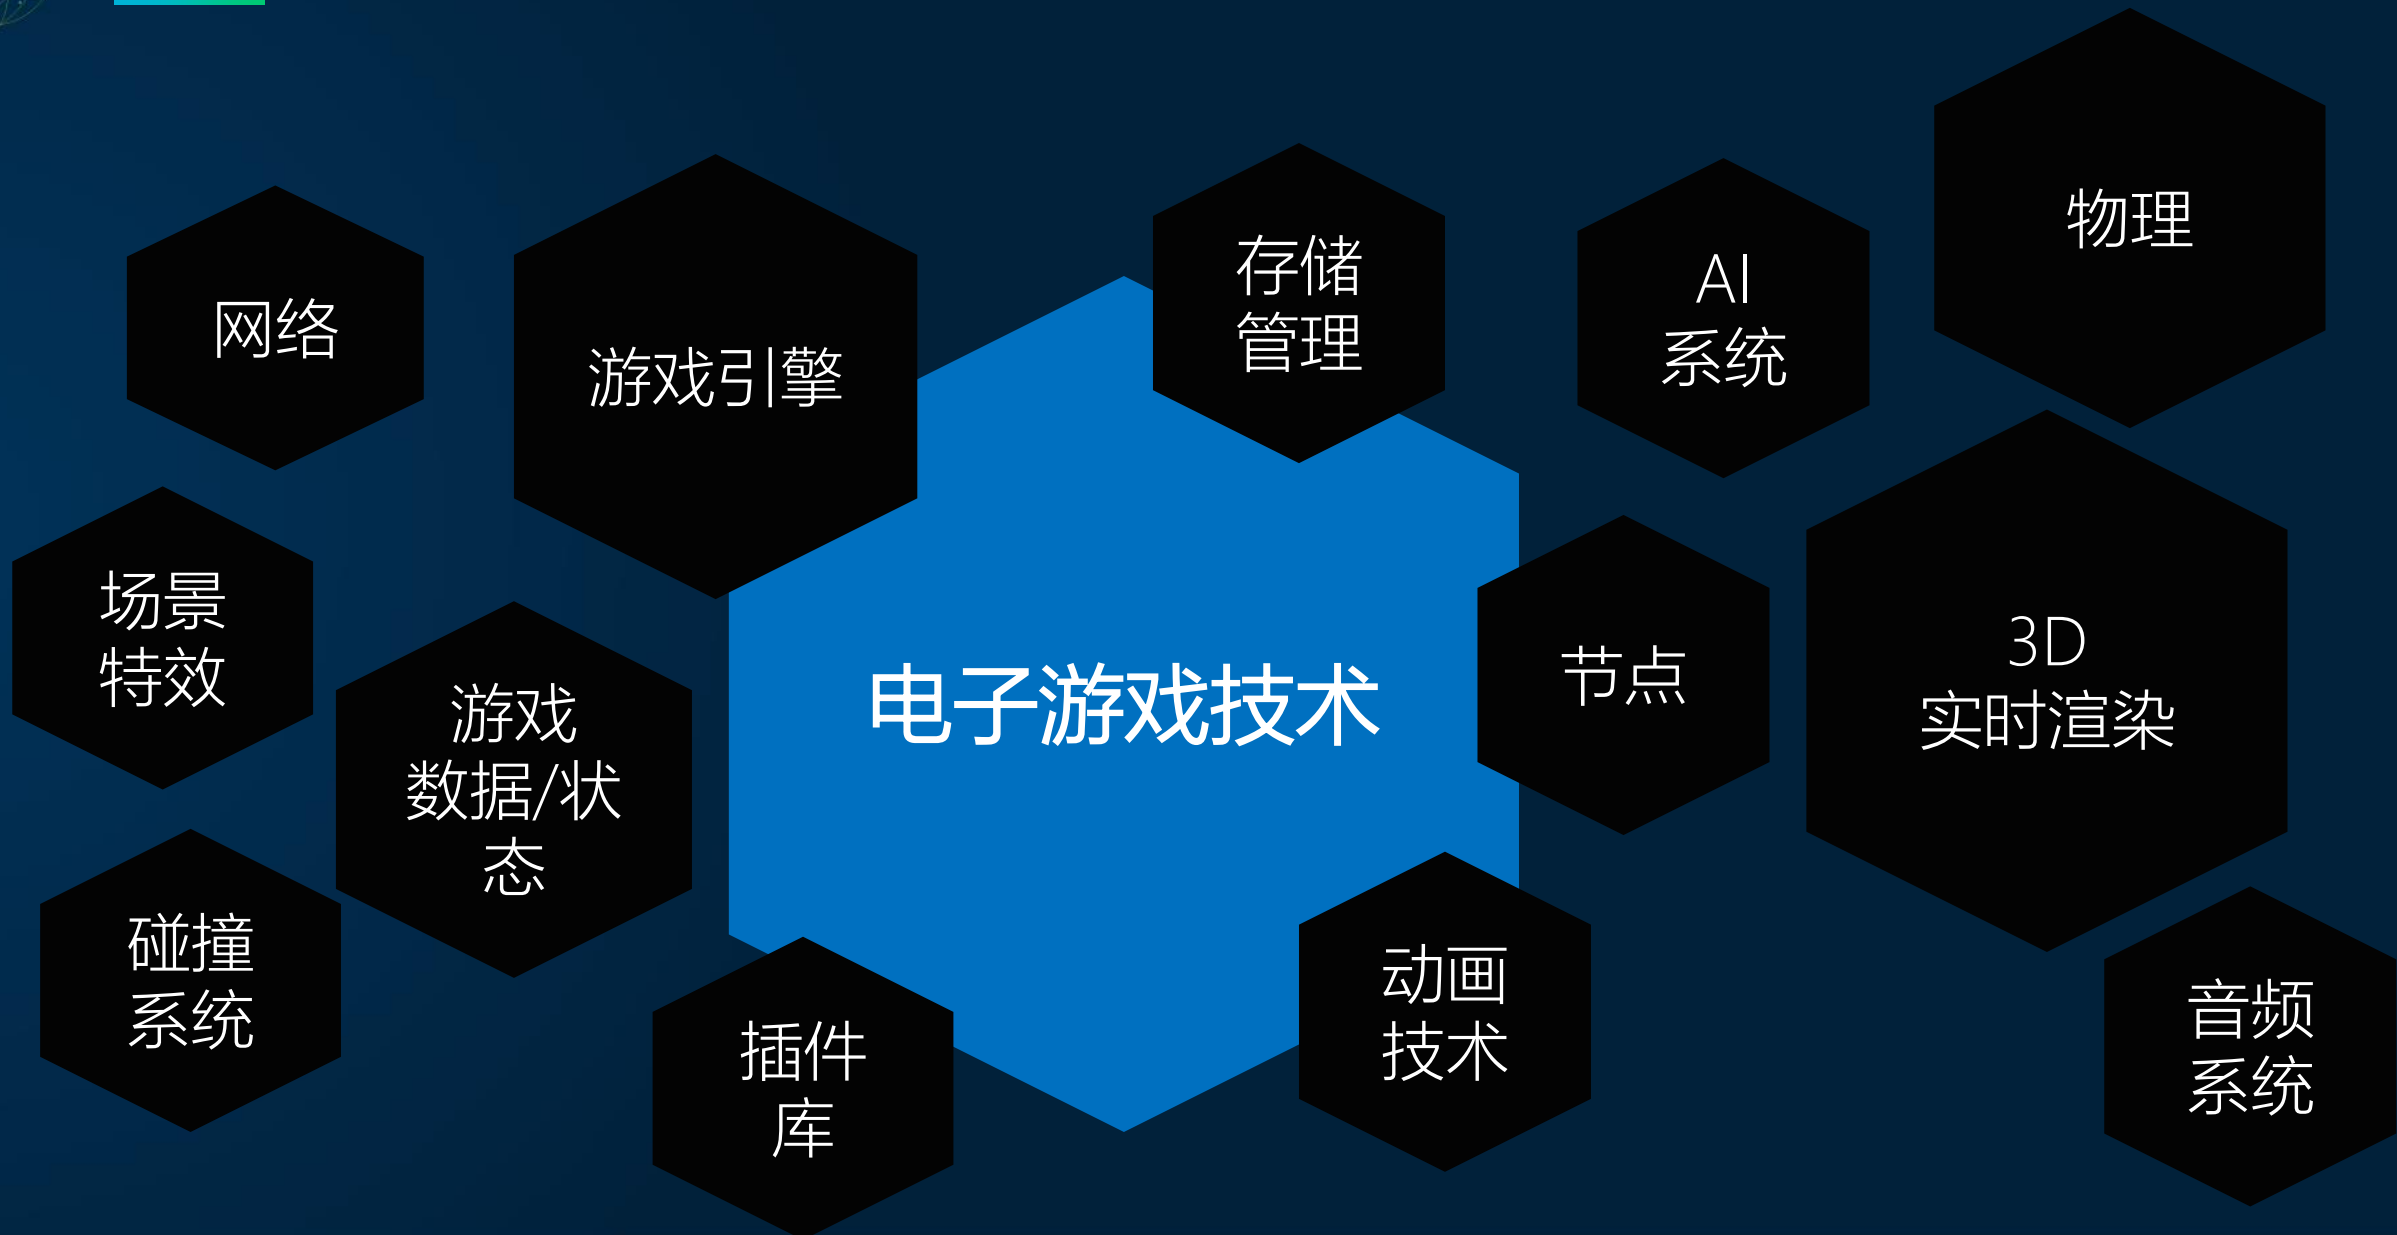 物理
存储
管理
AI
系统
网络
游戏引擎
场景
特效
3D
实时渲染
节点
电子游戏技术
游戏
数据/状
态
碰撞
系统
动画
技术
音频
系统
插件
库